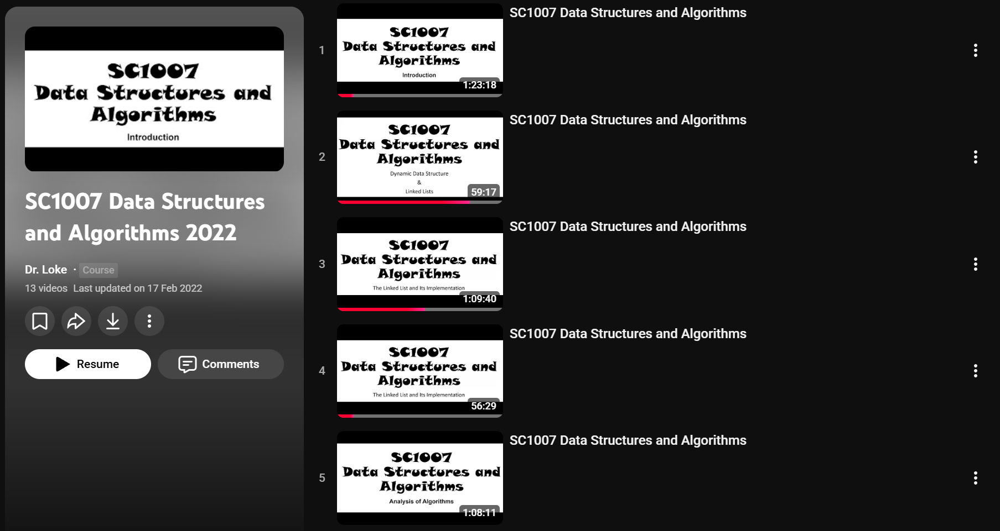 SC1007
Data Structures and
Algorithms
Introduction
SC1007 Data Structures
and Algorithms 2022
Dr. Loke · Course
13 videos Last updated on 17 Feb 2022
Resume
Comments
1
SC1007
Data Structures and
Algorithms
Introduction
1:23:18
SC1007 Data Structures and Algorithms
2
SC1007
Data Structures and
Algorithms
Dynamic Data Structure
&
Linked Lists
59:17
SC1007 Data Structures and Algorithms
3
SC1007
Data Structures and
Algorithms
The Linked List and Its Implementation
1:09:40
SC1007 Data Structures and Algorithms
4
SC1007
Data Structures and
Algorithms
The Linked List and Its Implementation
56:29
SC1007 Data Structures and Algorithms
5
SC1007
Data Structures and
Algorithms
Analysis of Algorithms
1:08:11
SC1007 Data Structures and Algorithms